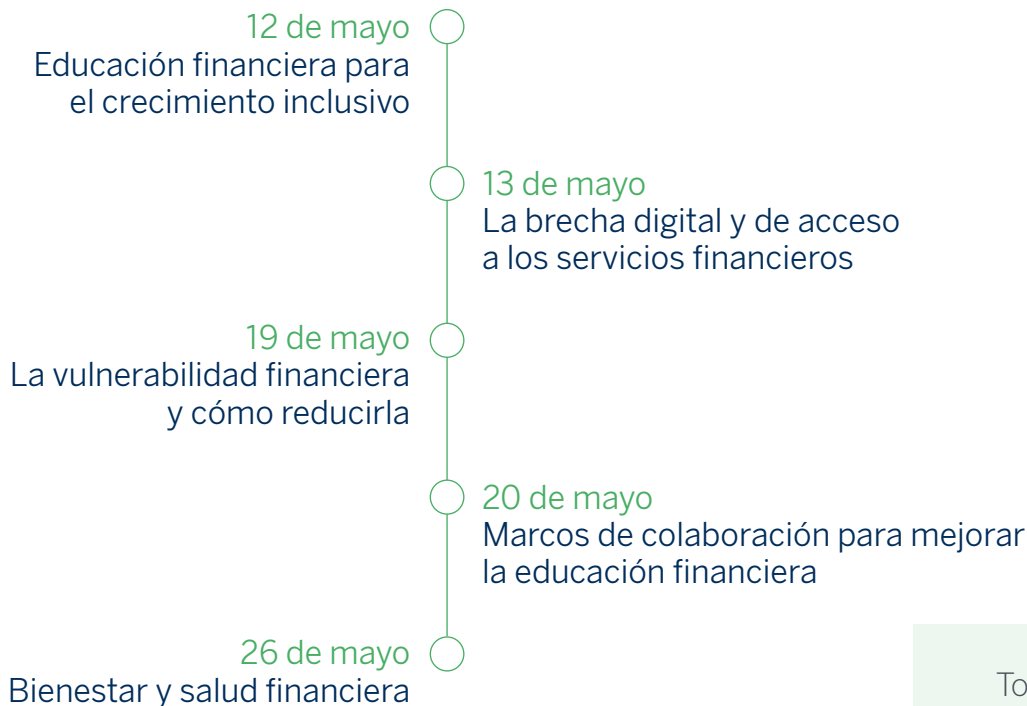 12 de mayo
Educación financiera para
el crecimiento inclusivo
13 de mayo
La brecha digital y de acceso
a los servicios financieros
19 de mayo
La vulnerabilidad financiera
y cómo reducirla
20 de mayo
Marcos de colaboración para mejorar
la educación financiera
26 de mayo
Bienestar y salud financiera